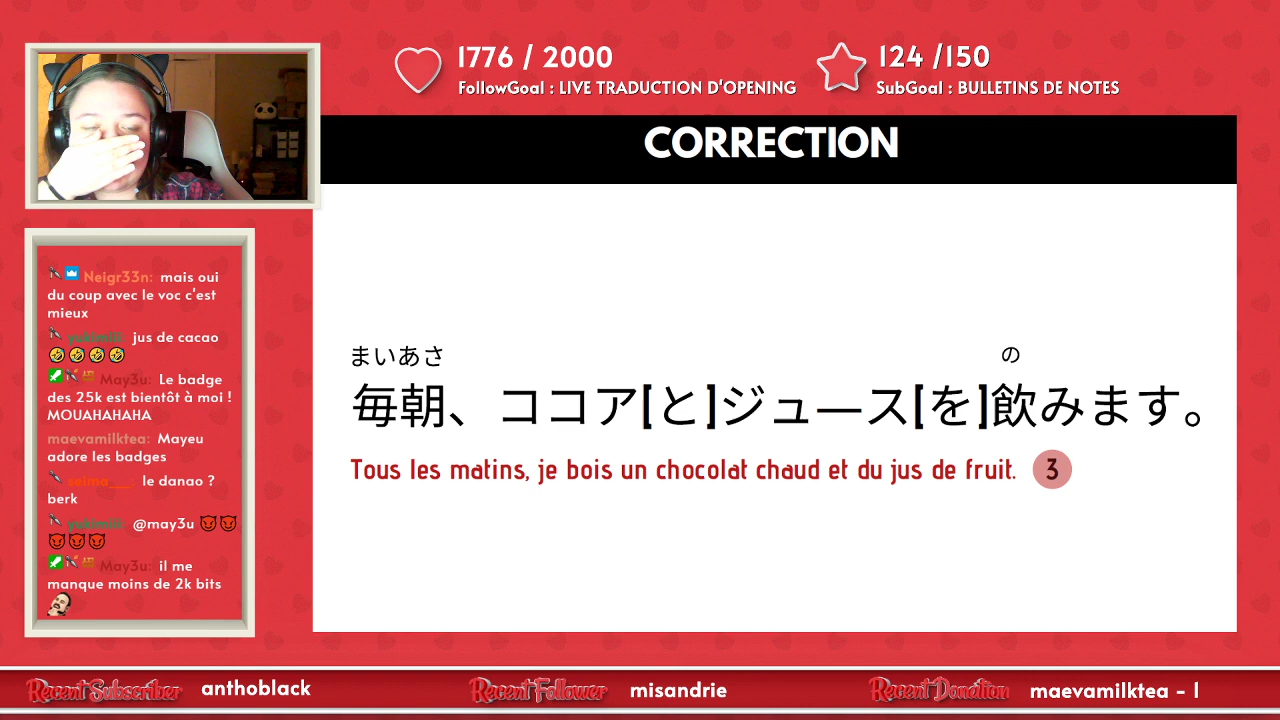 1776 / 2000
FollowGoal : LIVE TRADUCTION D'OPENING
124 /150
SubGoal : BULLETINS DE NOTES
CORRECTION
Neigr33n: mais oui
du coup avec le voc c'est
mieux
yukimiii: jus de cacao
🤣🤣🤣🤣
May3u: Le badge
des 25k est bientôt à moi !
MOUAHAHAHA
maevamilktea: Mayeu
adore les badges
le danao ?
berk
yukimiii: @may3u 😈😈
😈😈😈
May3u: il me
manque moins de 2k bits
まいあさ
の
毎朝、ココア[と]ジュース[を]飲みます。
Tous les matins, je bois un chocolat chaud et du jus de fruit. 3
Recent Subscriber anthoblack
Recent Follower misandrie
Recent Donation maevamilktea - 1